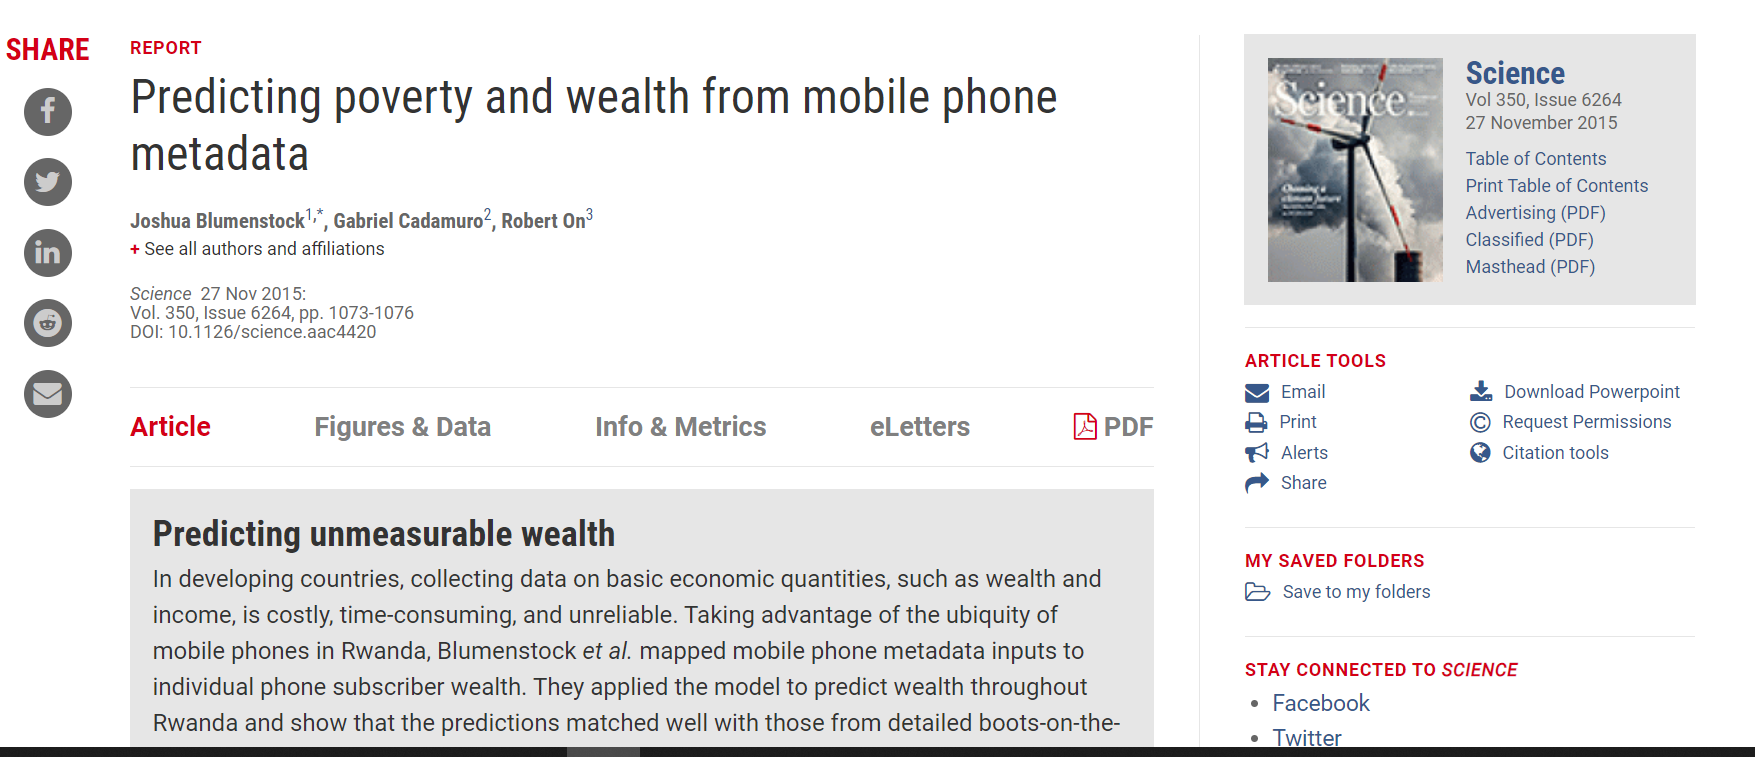 SHARE
REPORT
Predicting poverty and wealth from mobile phone
metadata
Joshua Blumenstock1,*, Gabriel Cadamuro2, Robert On3
+ See all authors and affiliations
Science 27 Nov 2015:
Vol. 350, Issue 6264, pp. 1073-1076
DOI: 10.1126/science.aac4420
Article
Figures & Data
Info & Metrics
eLetters
PDF
Predicting unmeasurable wealth
In developing countries, collecting data on basic economic quantities, such as wealth and
income, is costly, time-consuming, and unreliable. Taking advantage of the ubiquity of
mobile phones in Rwanda, Blumenstock et al. mapped mobile phone metadata inputs to
individual phone subscriber wealth. They applied the model to predict wealth throughout
Rwanda and show that the predictions matched well with those from detailed boots-on-the-
Science
Choosing a
climate future
Science
Vol 350, Issue 6264
27 November 2015
Table of Contents
Print Table of Contents
Advertising (PDF)
Classified (PDF)
Masthead (PDF)
ARTICLE TOOLS
Email
Download Powerpoint
Print
Request Permissions
Alerts
Citation tools
Share
MY SAVED FOLDERS
Save to my folders
STAY CONNECTED TO SCIENCE
Facebook
Twitter